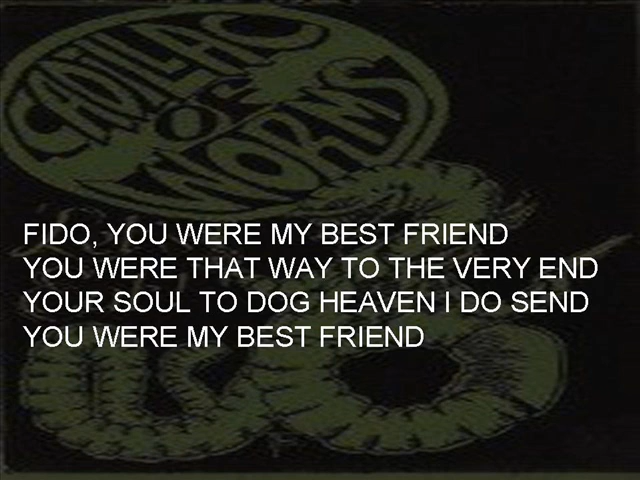 CADILLAC
OF
WORMS
FIDO, YOU WERE MY BEST FRIEND
YOU WERE THAT WAY TO THE VERY END
YOUR SOUL TO DOG HEAVEN I DO SEND
YOU WERE MY BEST FRIEND